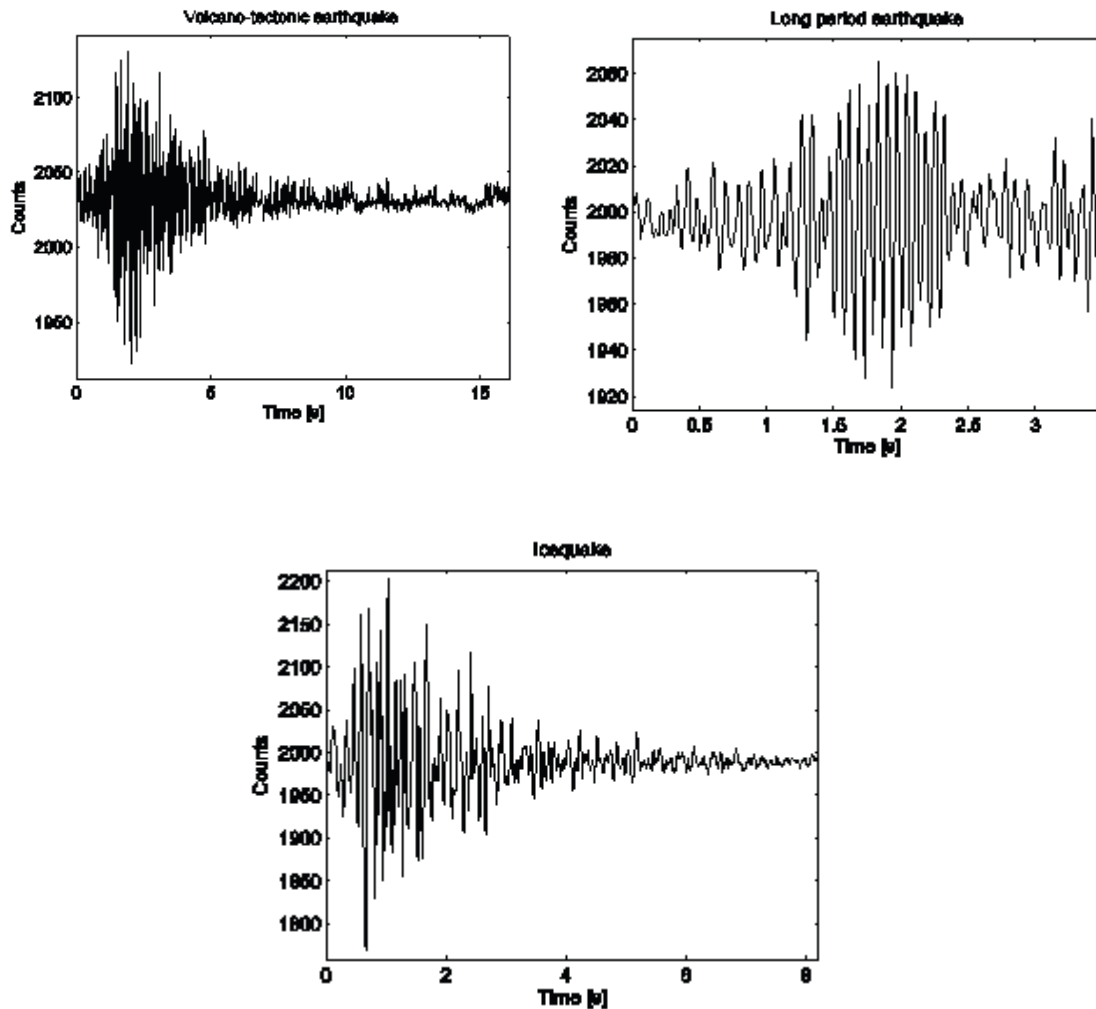 Volcano-tectonic earthquake
2100
2050
2000
1950
Counts
0 5 10 15
Time [s]
Long period earthquake
2060
2040
2020
2000
1980
1960
1940
1920
Counts
0 0.5 1 1.5 2 2.5 3
Time [s]
Icequake
2200
2150
2100
2050
2000
1950
1900
1850
1800
Counts
0 2 4 6 8
Time [s]